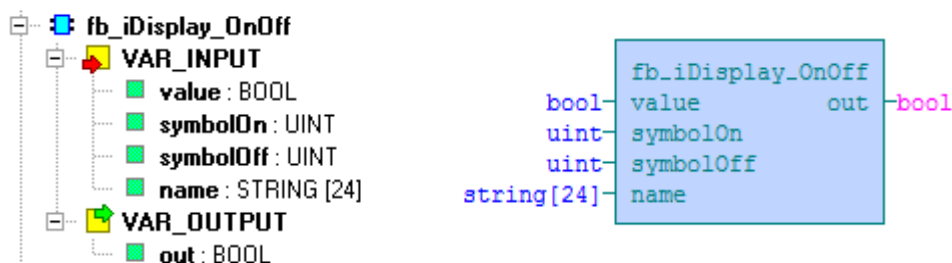 fb_iDisplay_OnOff
VAR_INPUT
value : BOOL
symbolOn : UINT
symbolOff : UINT
name : STRING [24]
VAR_OUTPUT
out : BOOL
fb_iDisplay_OnOff
bool value out bool
uint symbolOn
uint symbolOff
string[24] name